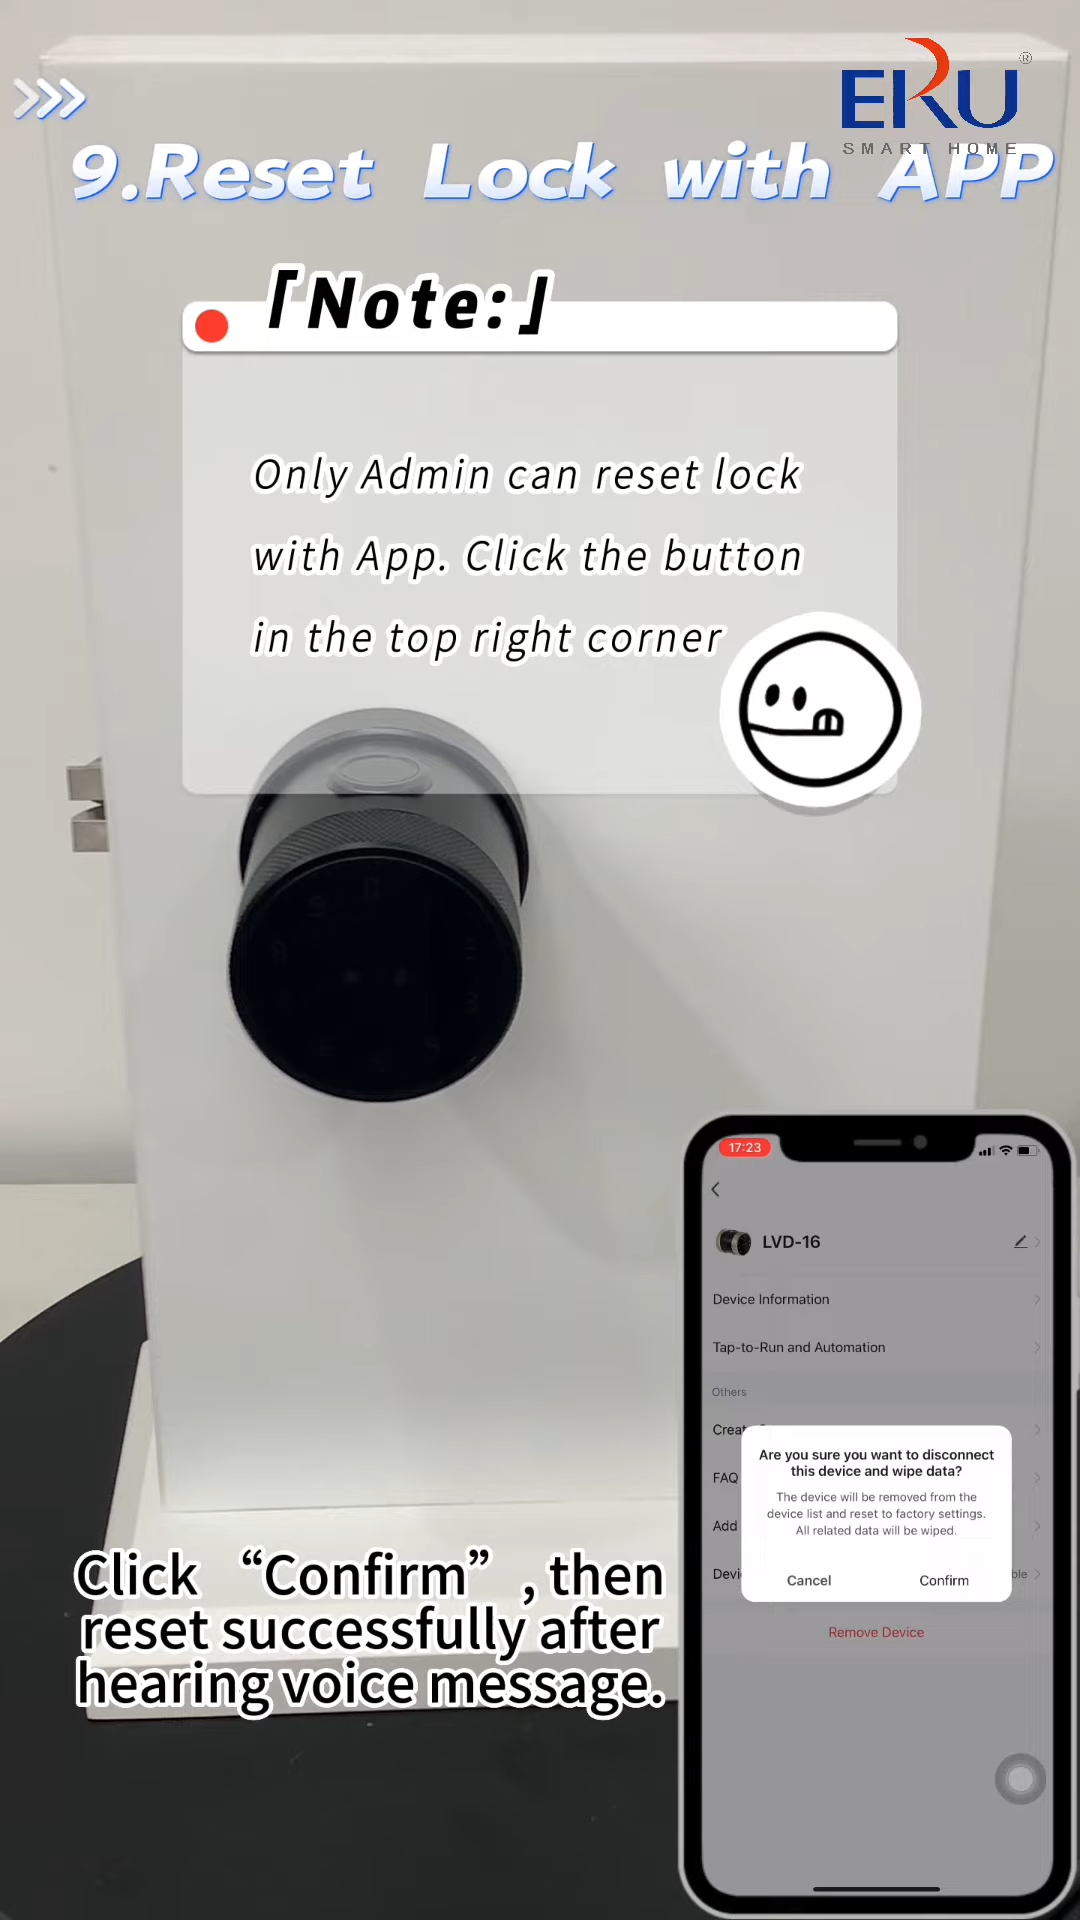 ERU
®
SMART HOME
9.Reset Lock with APP
「Note:」
Only Admin can reset lock
with App. Click the button
in the top right corner
17:23
LVD-16
Device Information
Tap-to-Run and Automation
Others
FAQ
Add
Are you sure you want to disconnect
this device and wipe data?
The device will be removed from the
device list and reset to factory settings.
All related data will be wiped.
Cancel Confirm
Remove Device
Click “Confirm”, then
reset successfully after
hearing voice message.